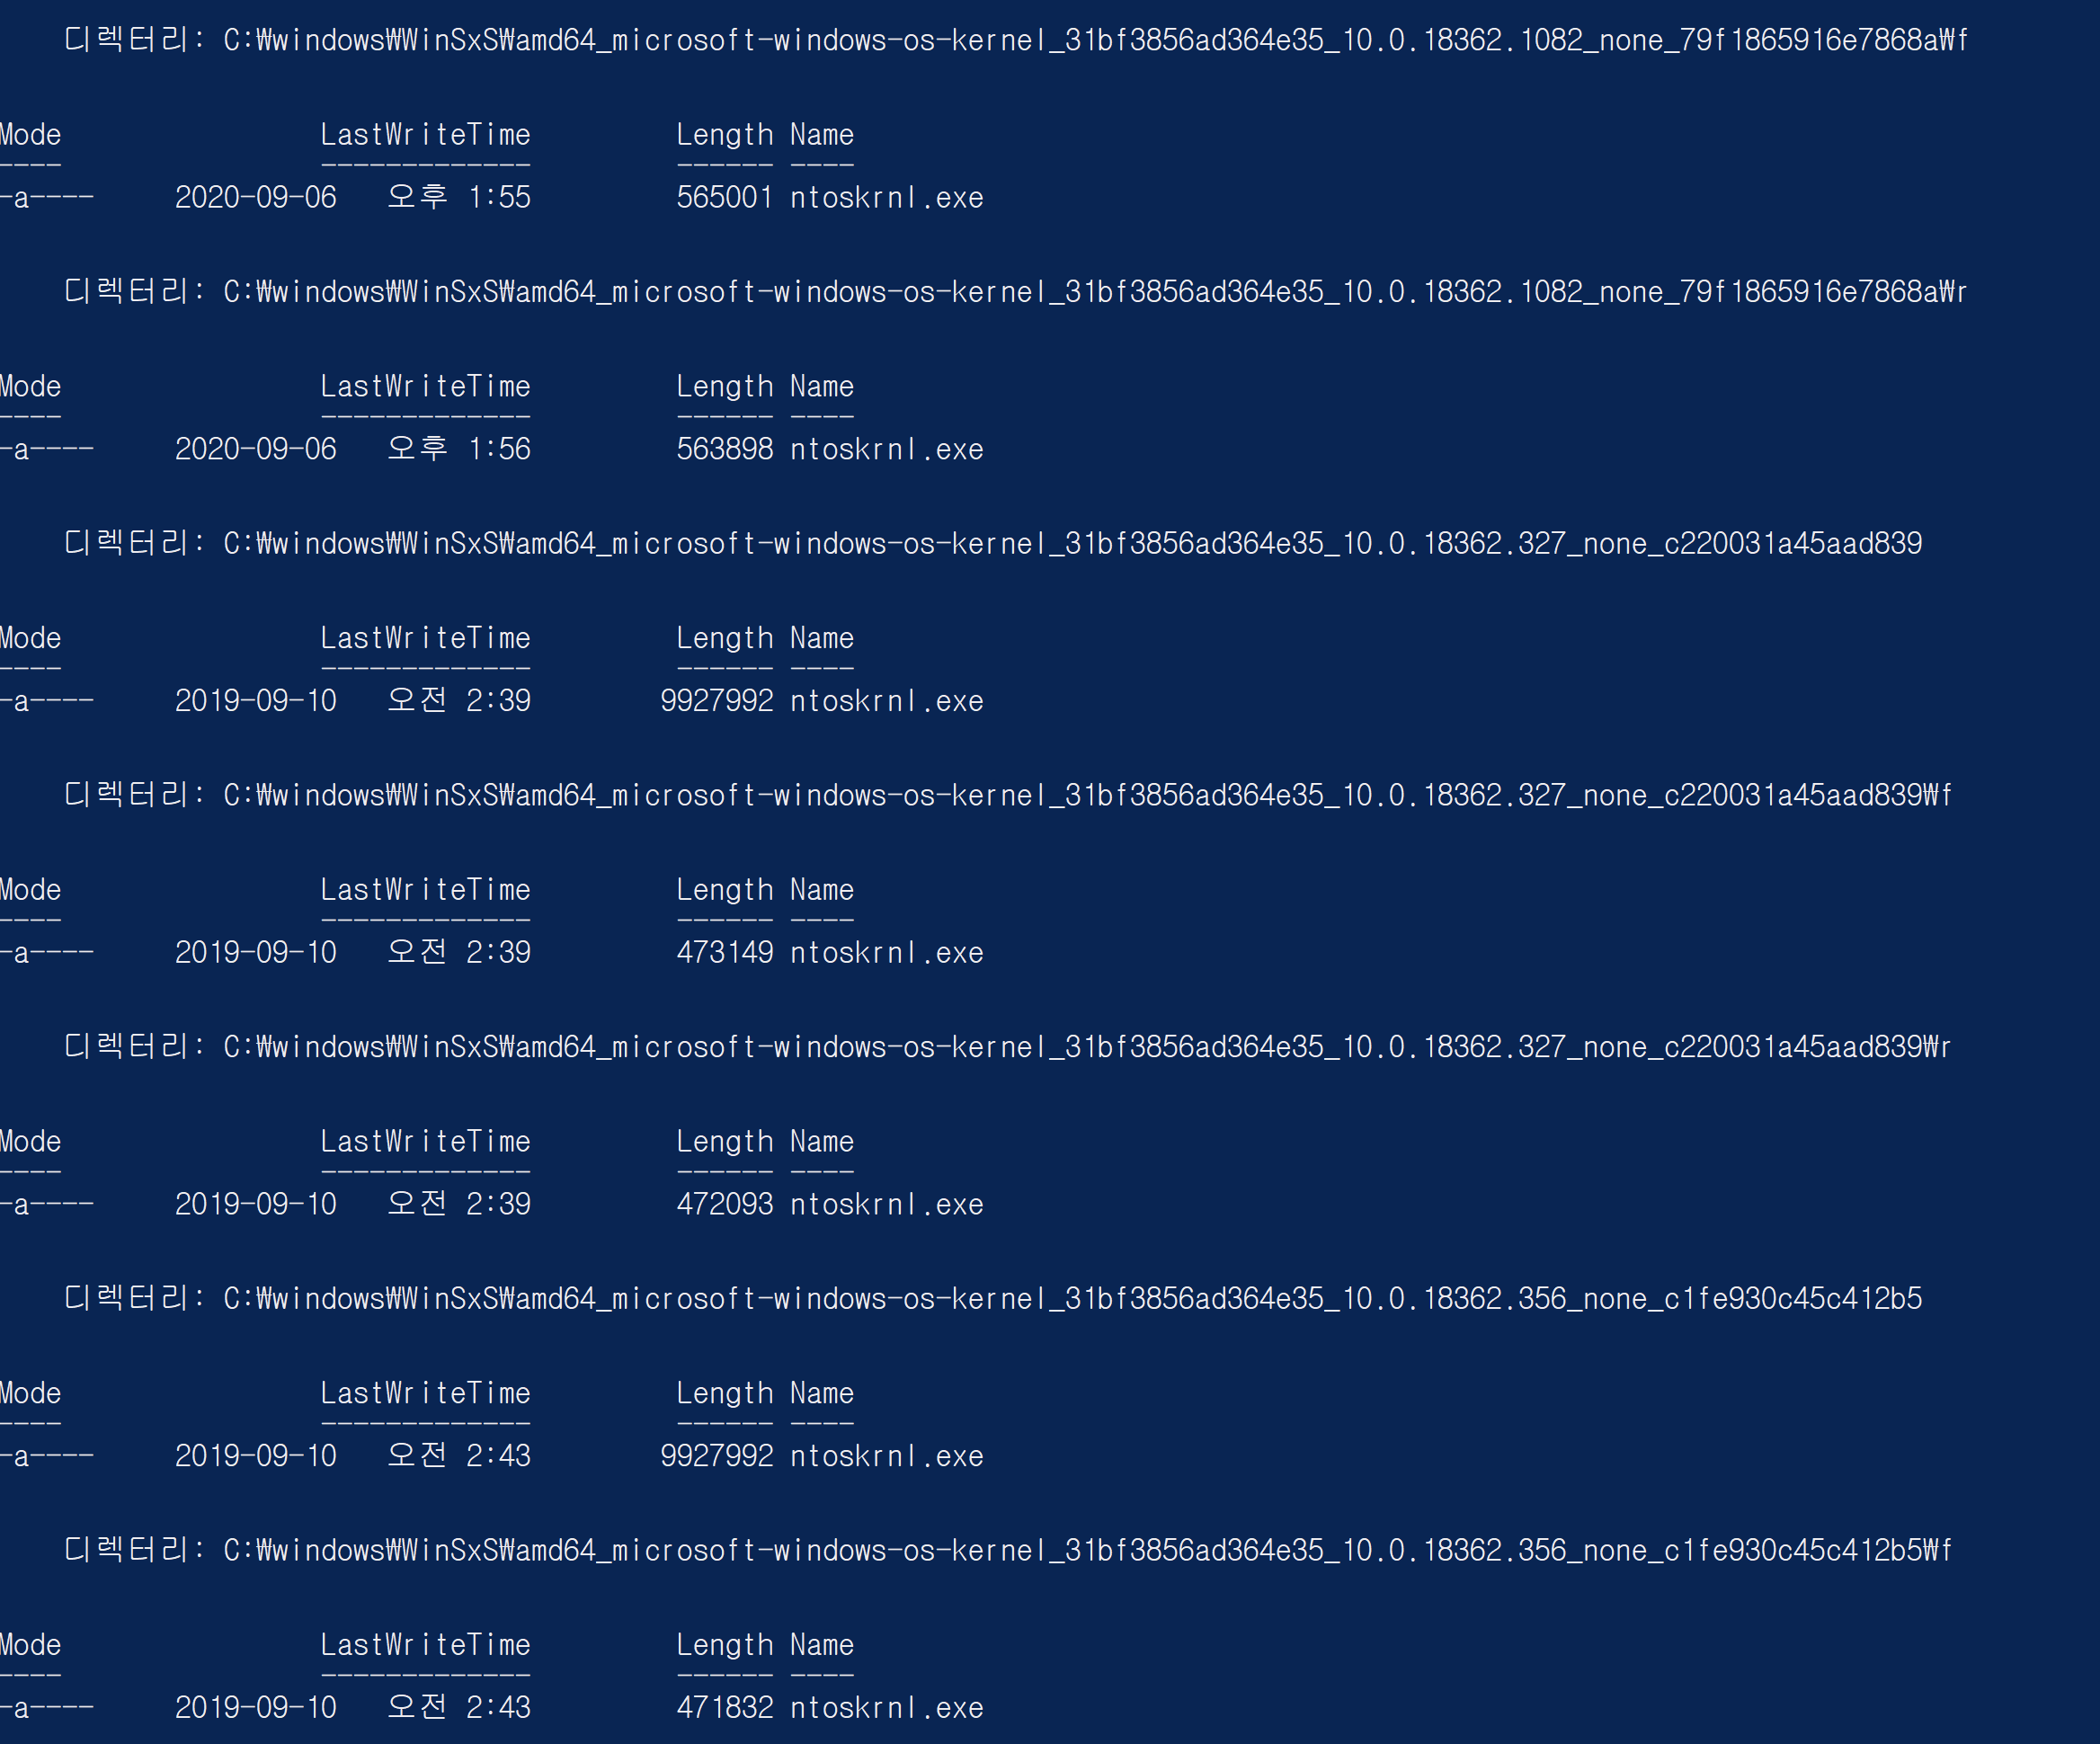 디렉터리: C:₩windows₩WinSxS₩amd64_microsoft-windows-os-kernel_31bf3856ad364e35_10.0.18362.1082_none_79f1865916e7868a₩f
Mode LastWriteTime Length Name
---- ------------- ------ ----
-a---- 2020-09-06 오후 1:55 565001 ntoskrnl.exe
디렉터리: C:₩windows₩WinSxS₩amd64_microsoft-windows-os-kernel_31bf3856ad364e35_10.0.18362.1082_none_79f1865916e7868a₩r
Mode LastWriteTime Length Name
---- ------------- ------ ----
-a---- 2020-09-06 오후 1:56 563898 ntoskrnl.exe
디렉터리: C:₩windows₩WinSxS₩amd64_microsoft-windows-os-kernel_31bf3856ad364e35_10.0.18362.327_none_c220031a45aad839
Mode LastWriteTime Length Name
---- ------------- ------ ----
-a---- 2019-09-10 오전 2:39 9927992 ntoskrnl.exe
디렉터리: C:₩windows₩WinSxS₩amd64_microsoft-windows-os-kernel_31bf3856ad364e35_10.0.18362.327_none_c220031a45aad839₩f
Mode LastWriteTime Length Name
---- ------------- ------ ----
-a---- 2019-09-10 오전 2:39 473149 ntoskrnl.exe
디렉터리: C:₩windows₩WinSxS₩amd64_microsoft-windows-os-kernel_31bf3856ad364e35_10.0.18362.327_none_c220031a45aad839₩r
Mode LastWriteTime Length Name
---- ------------- ------ ----
-a---- 2019-09-10 오전 2:39 472093 ntoskrnl.exe
디렉터리: C:₩windows₩WinSxS₩amd64_microsoft-windows-os-kernel_31bf3856ad364e35_10.0.18362.356_none_c1fe930c45c412b5
Mode LastWriteTime Length Name
---- ------------- ------ ----
-a---- 2019-09-10 오전 2:43 9927992 ntoskrnl.exe
디렉터리: C:₩windows₩WinSxS₩amd64_microsoft-windows-os-kernel_31bf3856ad364e35_10.0.18362.356_none_c1fe930c45c412b5₩f
Mode LastWriteTime Length Name
---- ------------- ------ ----
-a---- 2019-09-10 오전 2:43 471832 ntoskrnl.exe